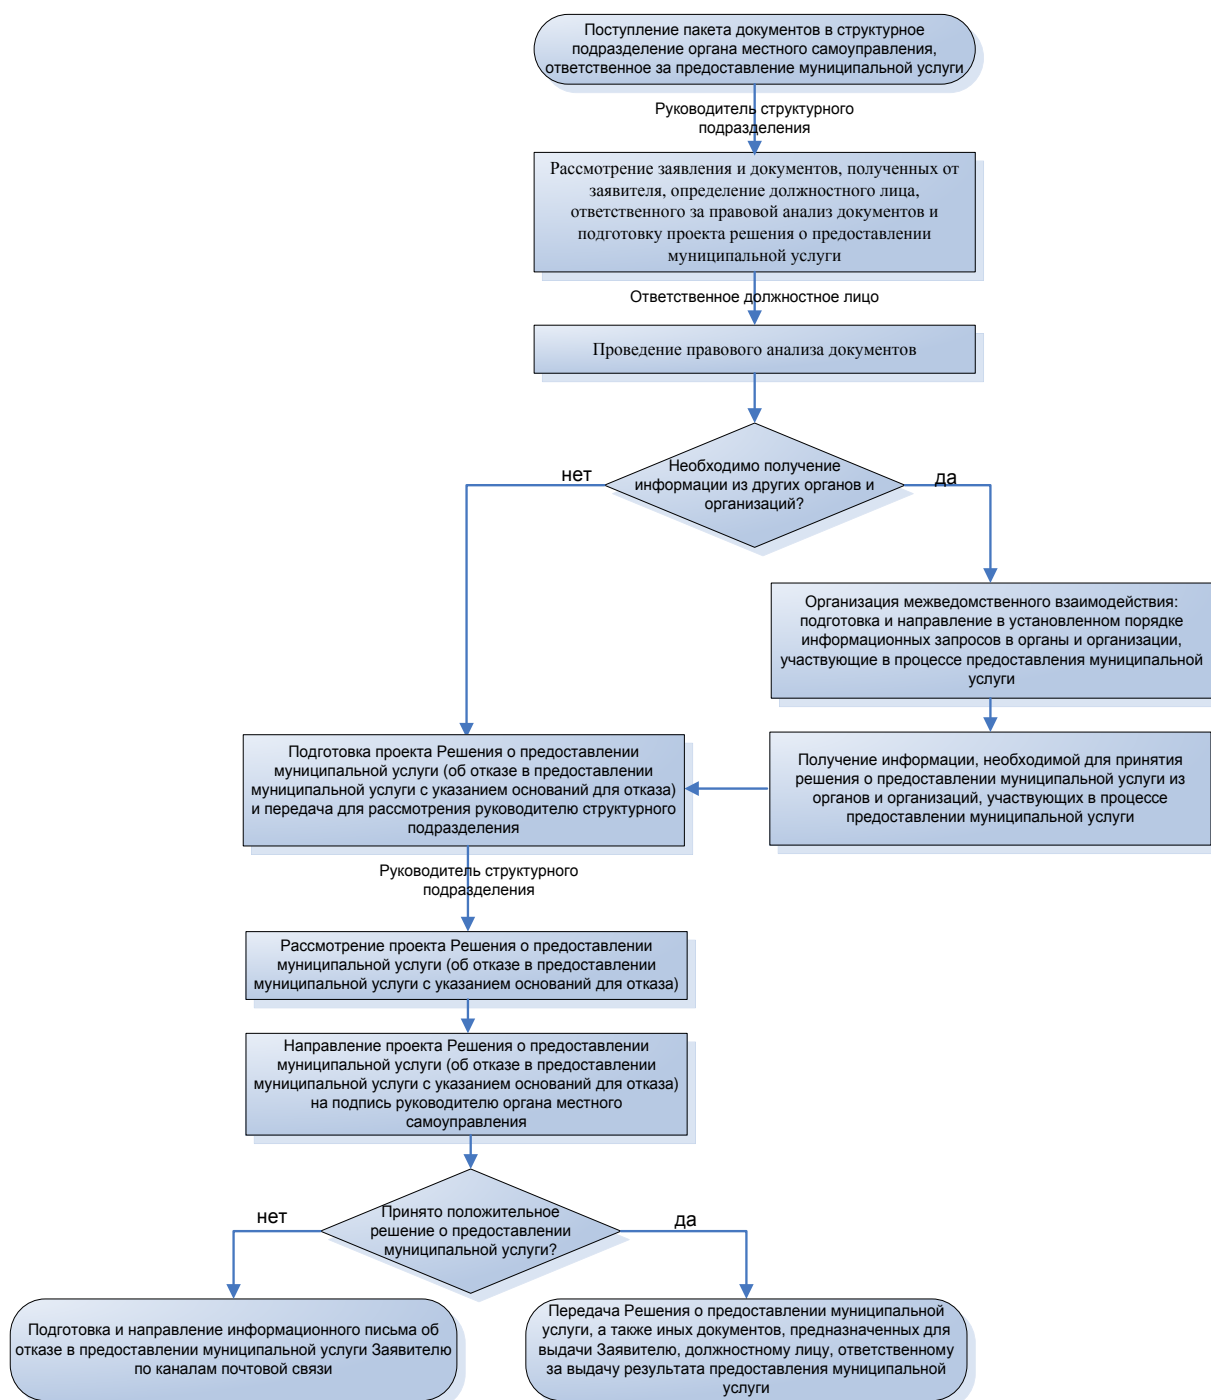 Поступление пакета документов в структурное
подразделение органа местного самоуправления,
ответственное за предоставление муниципальной услуги
Руководитель структурного
подразделения
Рассмотрение заявления и документов, полученных от
заявителя, определение должностного лица,
ответственного за правовой анализ документов и
подготовку проекта решения о предоставлении
муниципальной услуги
Ответственное должностное лицо
Проведение правового анализа документов
Необходимо получение
информации из других органов и
организаций?
нет
да
Организация межведомственного взаимодействия:
подготовка и направление в установленном порядке
информационных запросов в органы и организации,
участвующие в процессе предоставления муниципальной
услуги
Получение информации, необходимой для принятия
решения о предоставлении муниципальной услуги из
органов и организаций, участвующих в процессе
предоставлении муниципальной услуги
Подготовка проекта Решения о предоставлении
муниципальной услуги (об отказе в предоставлении
муниципальной услуги с указанием оснований для отказа)
и передача для рассмотрения руководителю структурного
подразделения
Руководитель структурного
подразделения
Рассмотрение проекта Решения о предоставлении
муниципальной услуги (об отказе в предоставлении
муниципальной услуги с указанием оснований для отказа)
Направление проекта Решения о предоставлении
муниципальной услуги (об отказе в предоставлении
муниципальной услуги с указанием оснований для отказа)
на подпись руководителю органа местного
самоуправления
Принято положительное
решение о предоставлении
муниципальной услуги?
нет
да
Подготовка и направление информационного письма об
отказе в предоставлении муниципальной услуги Заявителю
по каналам почтовой связи
Передача Решения о предоставлении муниципальной
услуги, а также иных документов, предназначенных для
выдачи Заявителю, должностному лицу, ответственному
за выдачу результата предоставления муниципальной
услуги